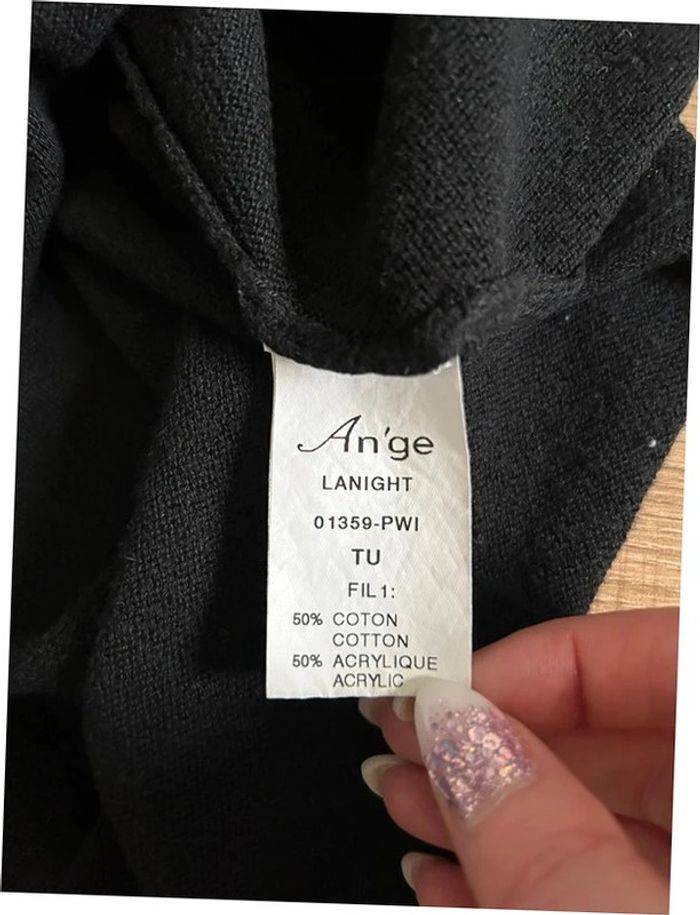 An'ge
LANIGHT
01359-PWI
TU
FIL1:
50% COTON
COTTON
50% ACRYLIQUE
ACRYLIC